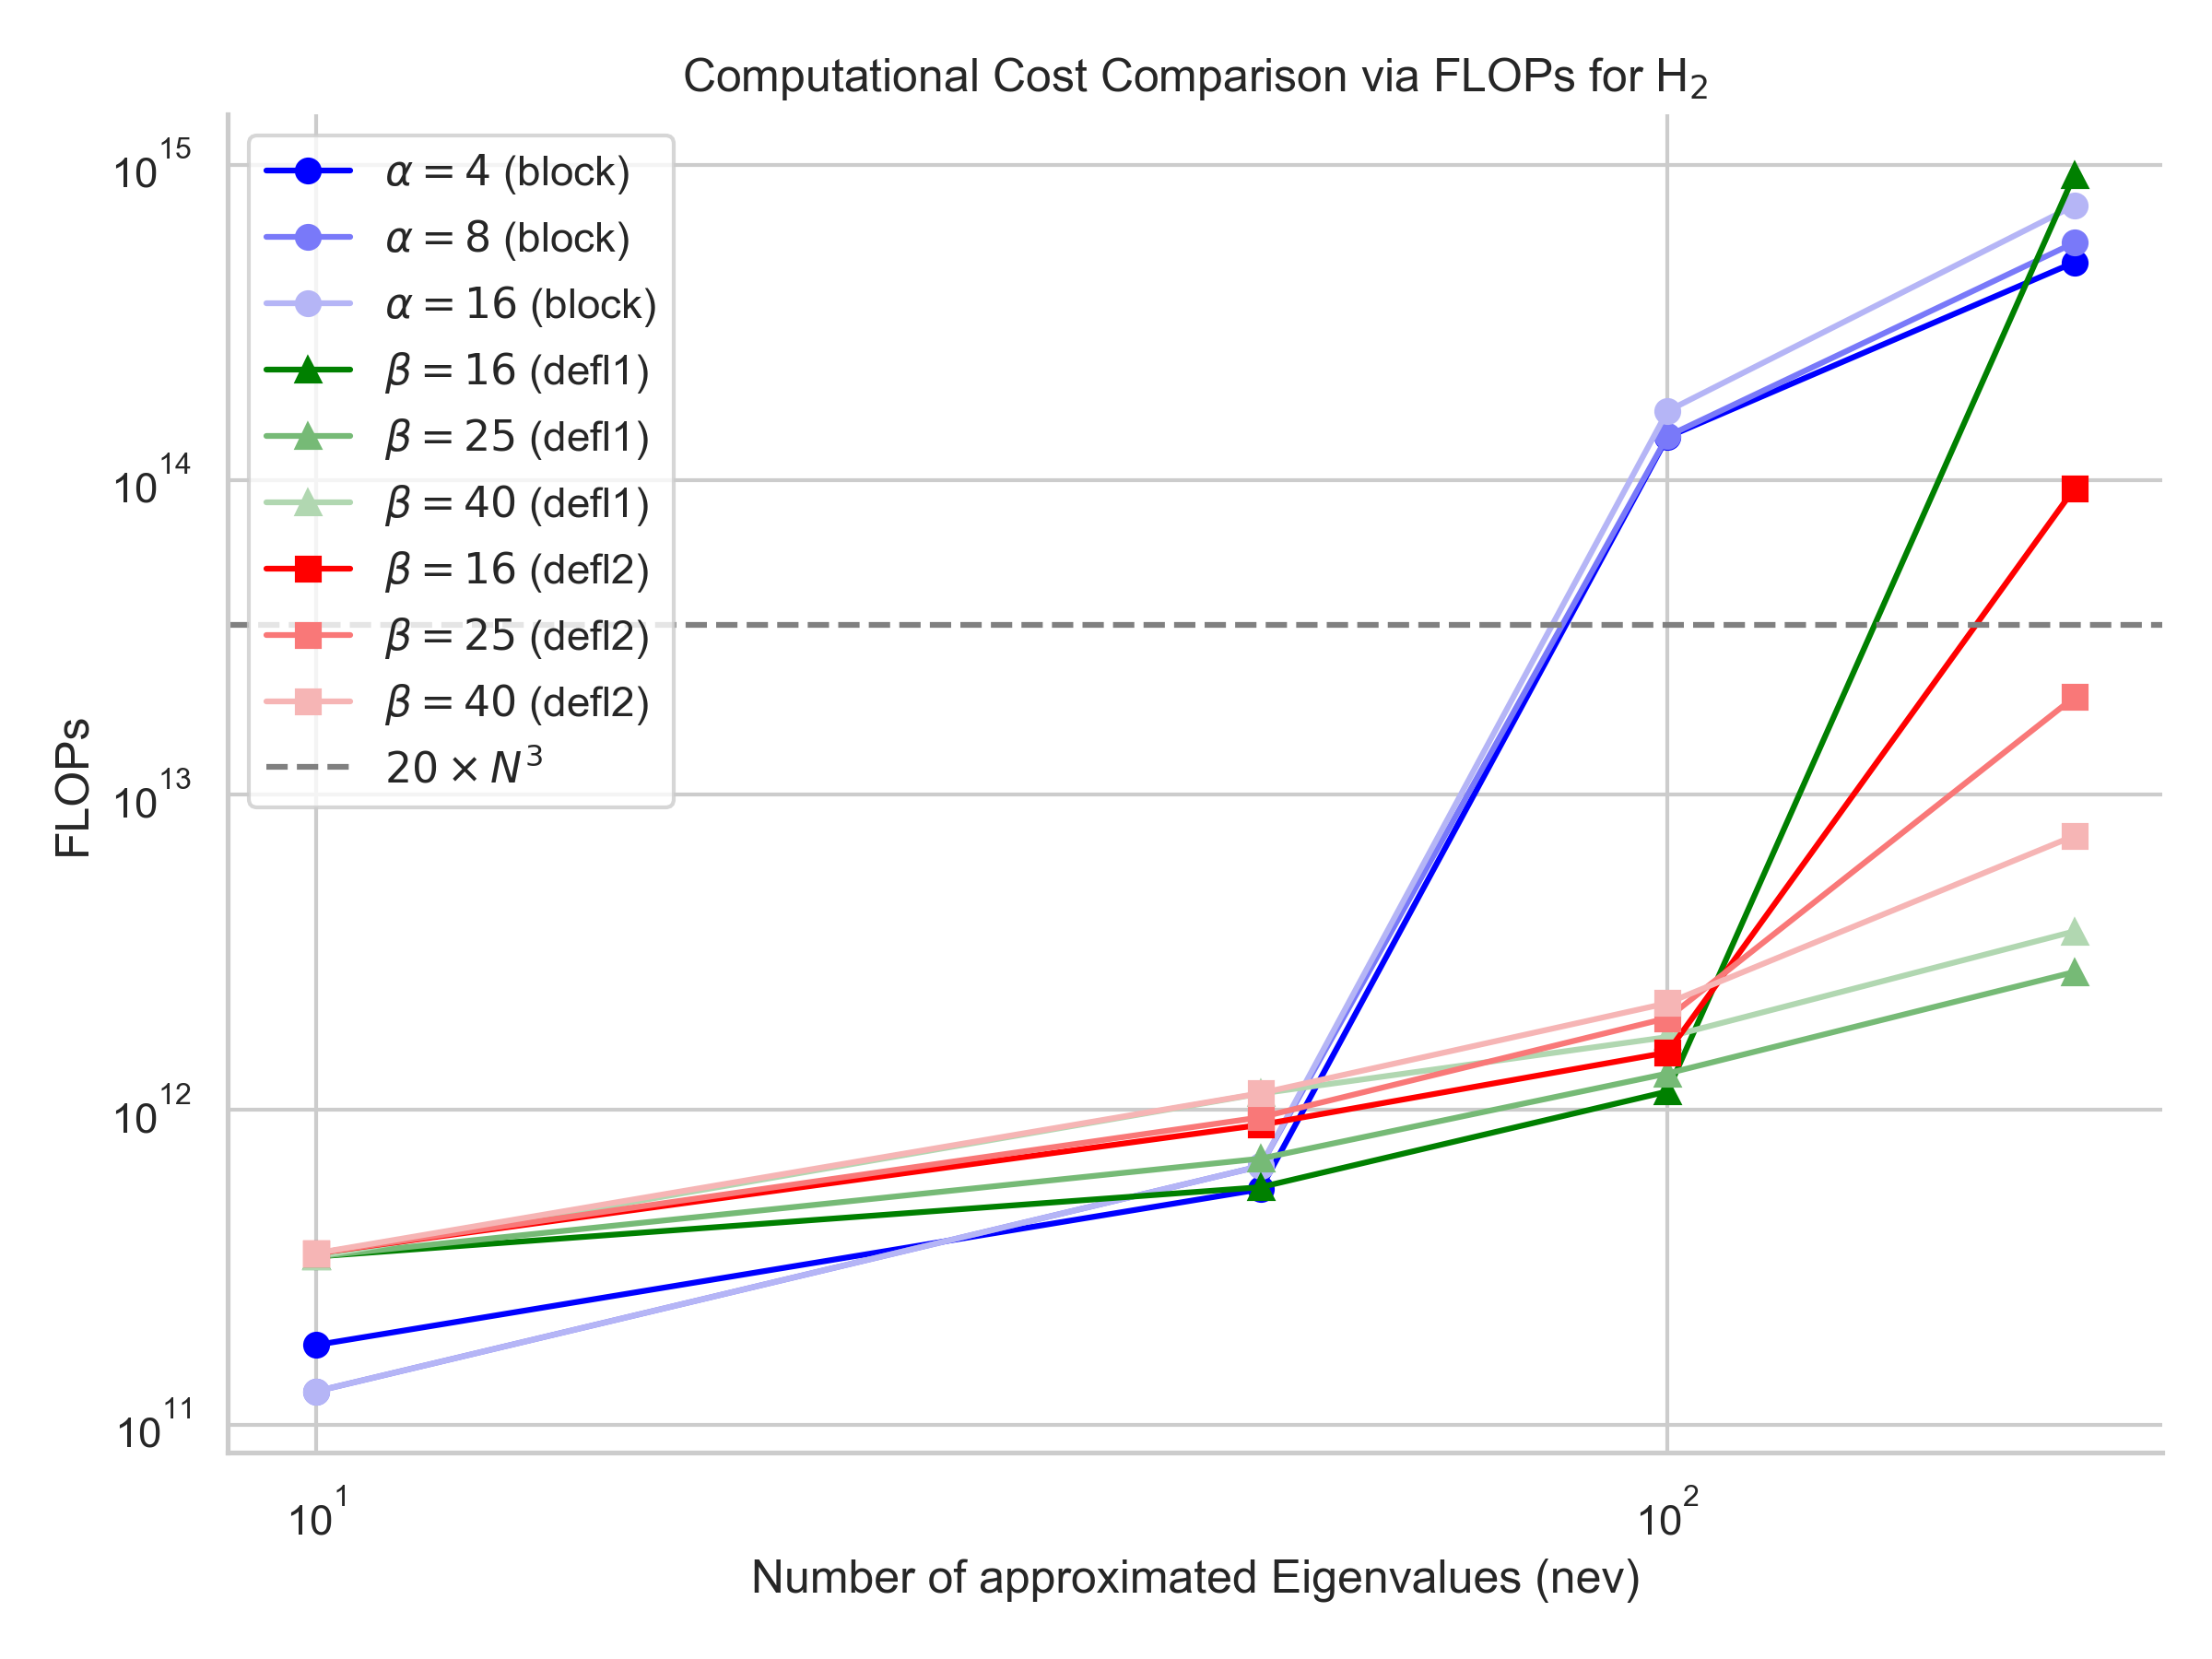 Computational Cost Comparison via FLOPs for H₂
10¹⁵
10¹⁴
10¹³
10¹²
10¹¹
FLOPs
α = 4 (block)
α = 8 (block)
α = 16 (block)
β = 16 (defl1)
β = 25 (defl1)
β = 40 (defl1)
β = 16 (defl2)
β = 25 (defl2)
β = 40 (defl2)
20 × N³
10¹ 10²
Number of approximated Eigenvalues (nev)